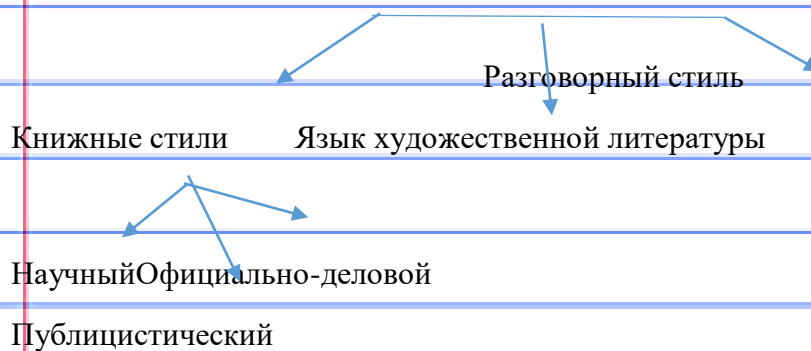 Разговорный стиль
Книжные стили Язык художественной литературы
НаучныйОфициально-деловой
Публицистический